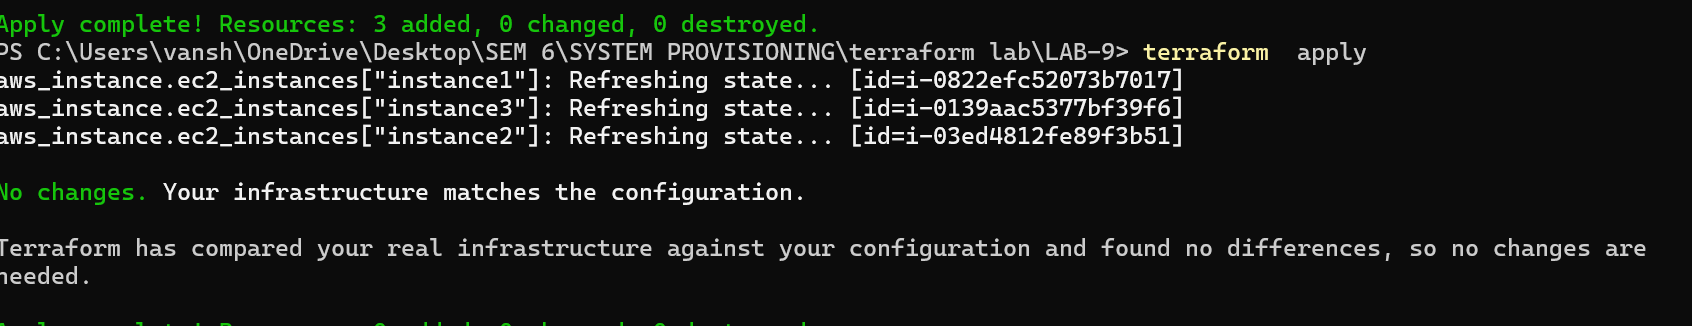 Apply complete! Resources: 3 added, 0 changed, 0 destroyed.
PS C:\Users\vansh\OneDrive\Desktop\SEM 6\SYSTEM PROVISIONING\terraform lab\LAB-9> terraform  apply
aws_instance.ec2_instances["instance1"]: Refreshing state... [id=i-0822efc52073b7017]
aws_instance.ec2_instances["instance3"]: Refreshing state... [id=i-0139aac5377bf39f6]
aws_instance.ec2_instances["instance2"]: Refreshing state... [id=i-03ed4812fe89f3b51]
No changes. Your infrastructure matches the configuration.
Terraform has compared your real infrastructure against your configuration and found no differences, so no changes are
needed.